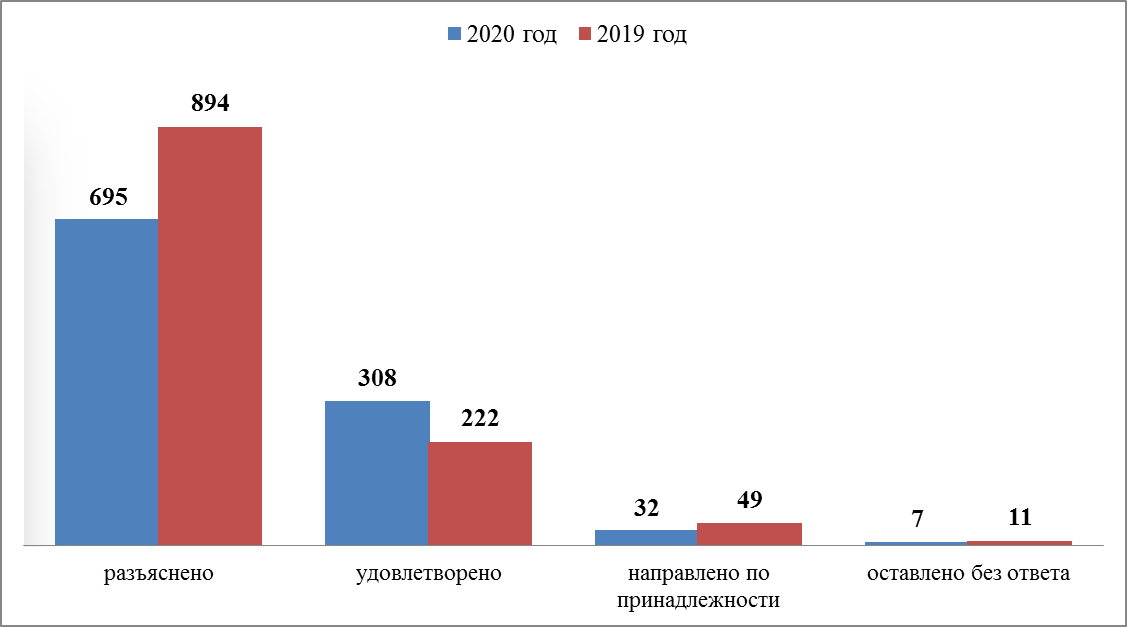 2020 год 2019 год
894
695
308
222
32
49
7
11
разъяснено
удовлетворено
направлено по
принадлежности
оставлено без ответа